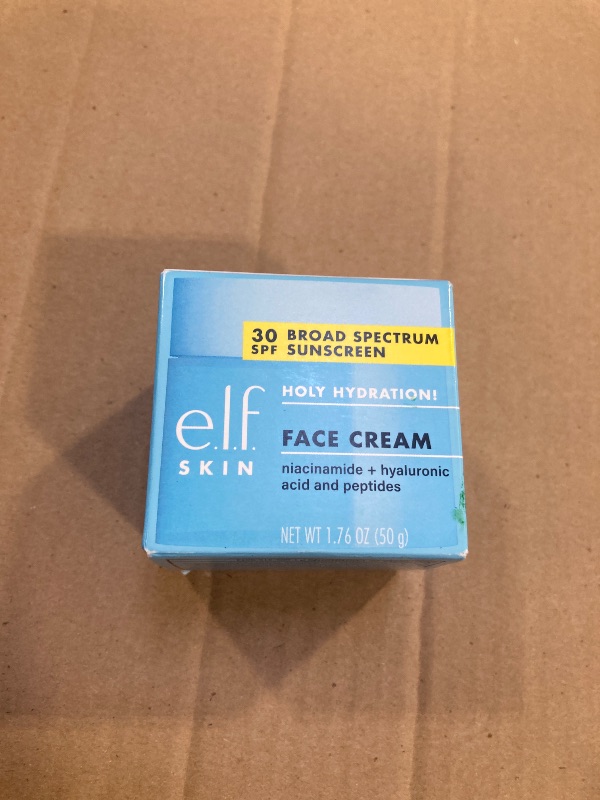 30 BROAD SPECTRUM
SPF SUNSCREEN
HOLY HYDRATION!
e.l.f.
SKIN
FACE CREAM
niacinamide + hyaluronic
acid and peptides
NET WT 1.76 OZ (50 g)